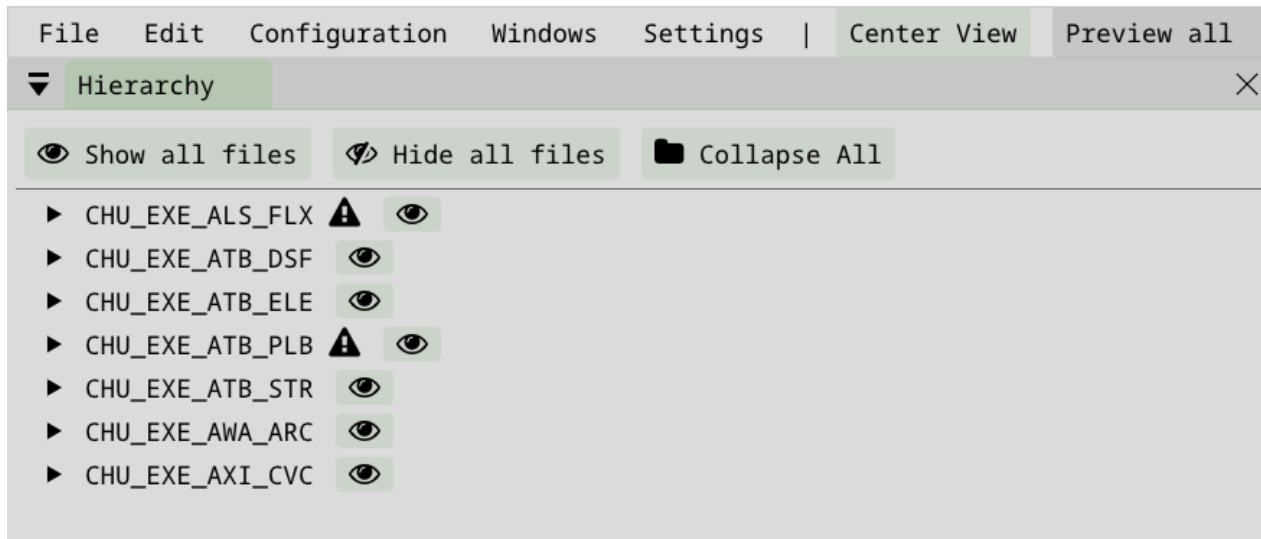 File Edit Configuration Windows Settings | Center View Preview all
Hierarchy
Show all files Hide all files Collapse All
CHU_EXE_ALS_FLX
CHU_EXE_ATB_DSF
CHU_EXE_ATB_ELE
CHU_EXE_ATB_PLB
CHU_EXE_ATB_STR
CHU_EXE_AWA_ARC
CHU_EXE_AXI_CVC